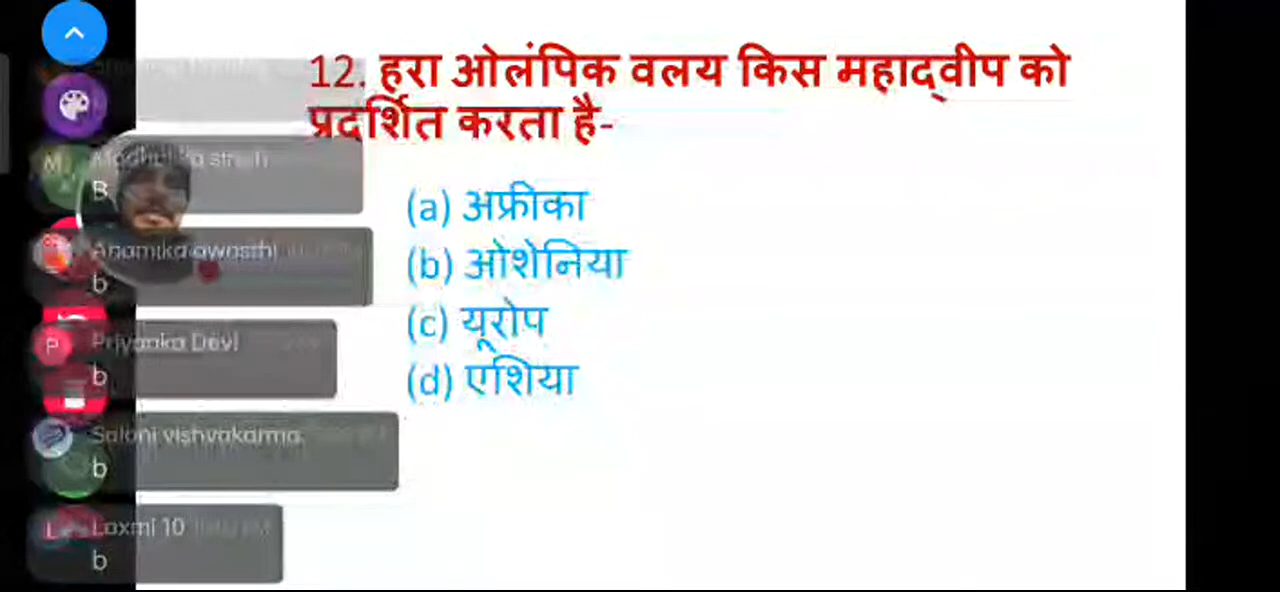 12. हरा ओलंपिक वलय किस महाद्वीप को
प्रदर्शित करता है-
(a) अफ्रीका
(b) ओशेनिया
(c) यूरोप
(d) एशिया
M
B
Anamika awasthi
b
P Priyanka Devi
b
Saloni vishvakarma
b
L Laxmi 10
b